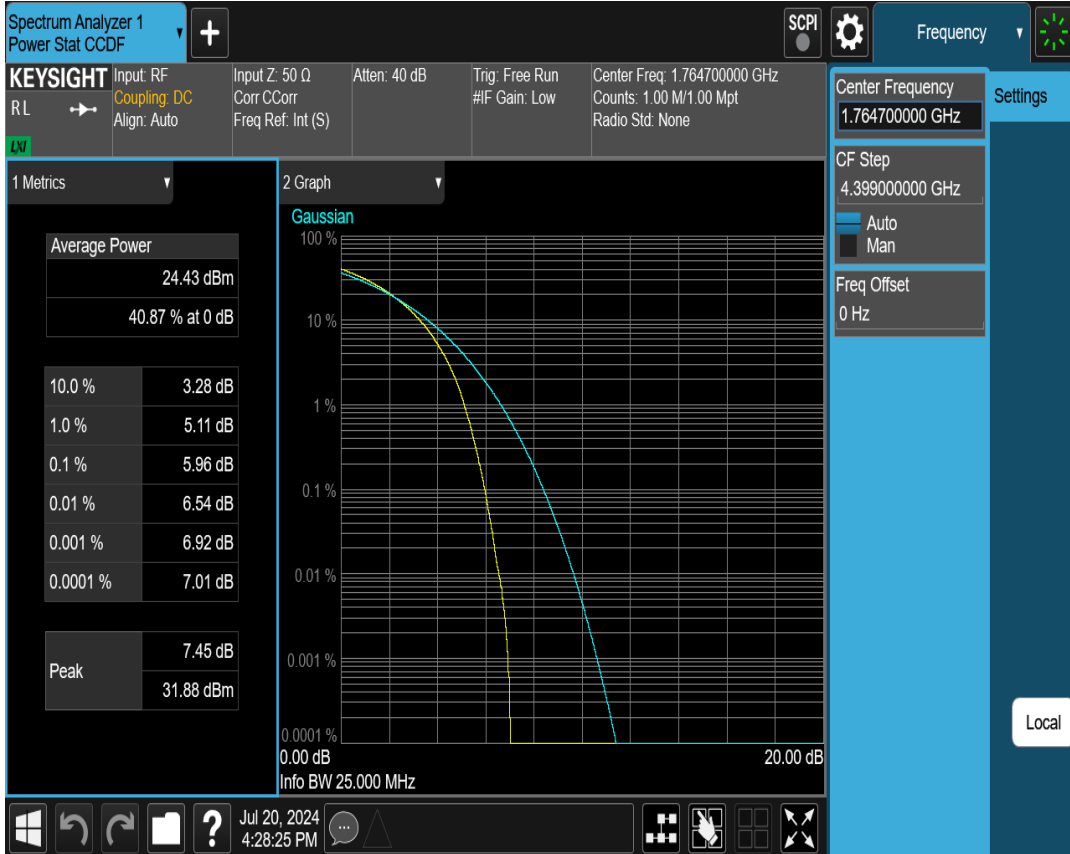 Spectrum Analyzer 1
Power Stat CCDF
SCPI
Frequency
KEYSIGHT
RL
LXI
Input: RF
Coupling: DC
Align: Auto
Input Z: 50 Ω
Corr CCorr
Freq Ref: Int (S)
Atten: 40 dB
Trig: Free Run
#IF Gain: Low
Center Freq: 1.764700000 GHz
Counts: 1.00 M/1.00 Mpt
Radio Std: None
Center Frequency
1.764700000 GHz
Settings
CF Step
4.399000000 GHz
Auto
Man
Freq Offset
0 Hz
1 Metrics
Average Power
24.43 dBm
40.87 % at 0 dB
10.0 % 3.28 dB
1.0 % 5.11 dB
0.1 % 5.96 dB
0.01 % 6.54 dB
0.001 % 6.92 dB
0.0001 % 7.01 dB
Peak
7.45 dB
31.88 dBm
2 Graph
Gaussian
100 %
10 %
1 %
0.1 %
0.01 %
0.001 %
0.0001 %
0.00 dB 20.00 dB
Info BW 25.000 MHz
Local
?
Jul 20, 2024
4:28:25 PM